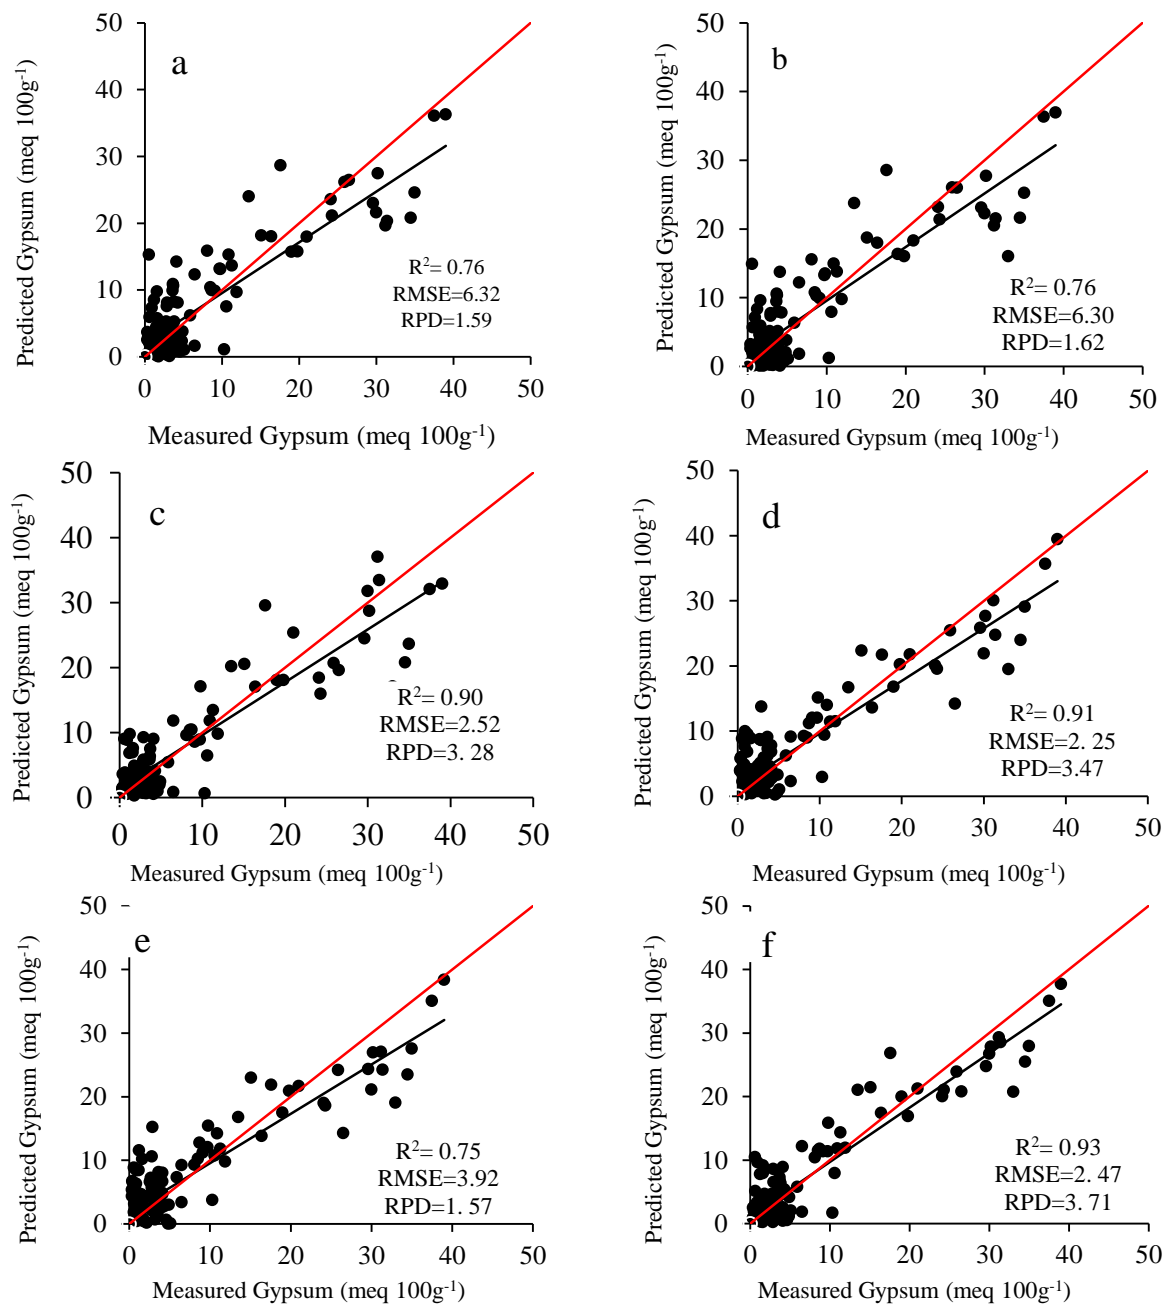 a
Predicted Gypsum (meq 100g⁻¹)
50
40
30
20
10
0
R²= 0.76
RMSE=6.32
RPD=1.59
0 10 20 30 40 50
Measured Gypsum (meq 100g⁻¹)
b
Predicted Gypsum (meq 100g⁻¹)
50
40
30
20
10
0
R²= 0.76
RMSE=6.30
RPD=1.62
0 10 20 30 40 50
Measured Gypsum (meq 100g⁻¹)
c
Predicted Gypsum (meq 100g⁻¹)
50
40
30
20
10
0
R²= 0.90
RMSE=2.52
RPD=3. 28
0 10 20 30 40 50
Measured Gypsum (meq 100g⁻¹)
d
Predicted Gypsum (meq 100g⁻¹)
50
40
30
20
10
0
R²= 0.91
RMSE=2. 25
RPD=3.47
0 10 20 30 40 50
Measured Gypsum (meq 100g⁻¹)
e
Predicted Gypsum (meq 100g⁻¹)
50
40
30
20
10
0
R²= 0.75
RMSE=3.92
RPD=1. 57
0 10 20 30 40 50
Measured Gypsum (meq 100g⁻¹)
f
Predicted Gypsum (meq 100g⁻¹)
50
40
30
20
10
0
R²= 0.93
RMSE=2. 47
RPD=3. 71
0 10 20 30 40 50
Measured Gypsum (meq 100g⁻¹)